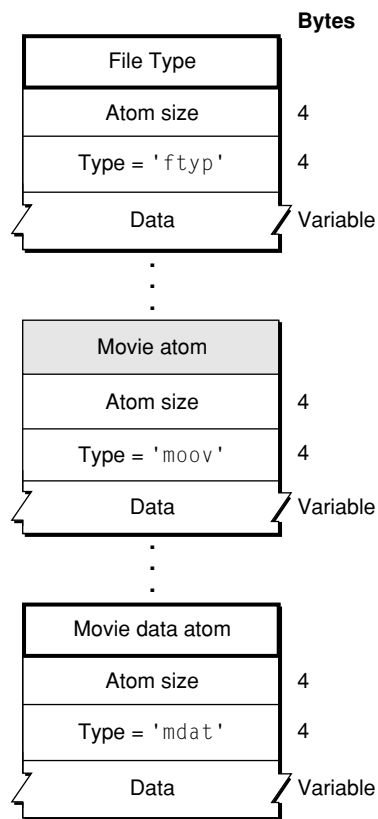 Bytes
File Type
Atom size 4
Type = 'ftyp' 4
Data Variable
Movie atom
Atom size 4
Type = 'moov' 4
Data Variable
Movie data atom
Atom size 4
Type = 'mdat' 4
Data Variable